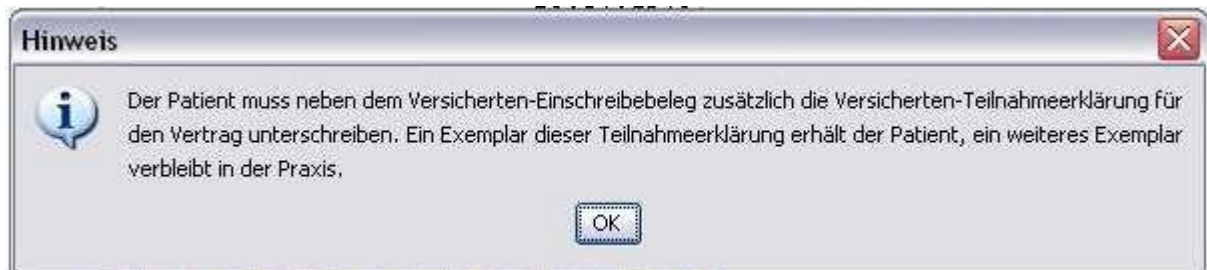 Hinweis
Der Patient muss neben dem Versicherten-Einschreibebeleg zusätzlich die Versicherten-Teilnahmeerklärung für
den Vertrag unterschreiben. Ein Exemplar dieser Teilnahmeerklärung erhält der Patient, ein weiteres Exemplar
verbleibt in der Praxis.
OK